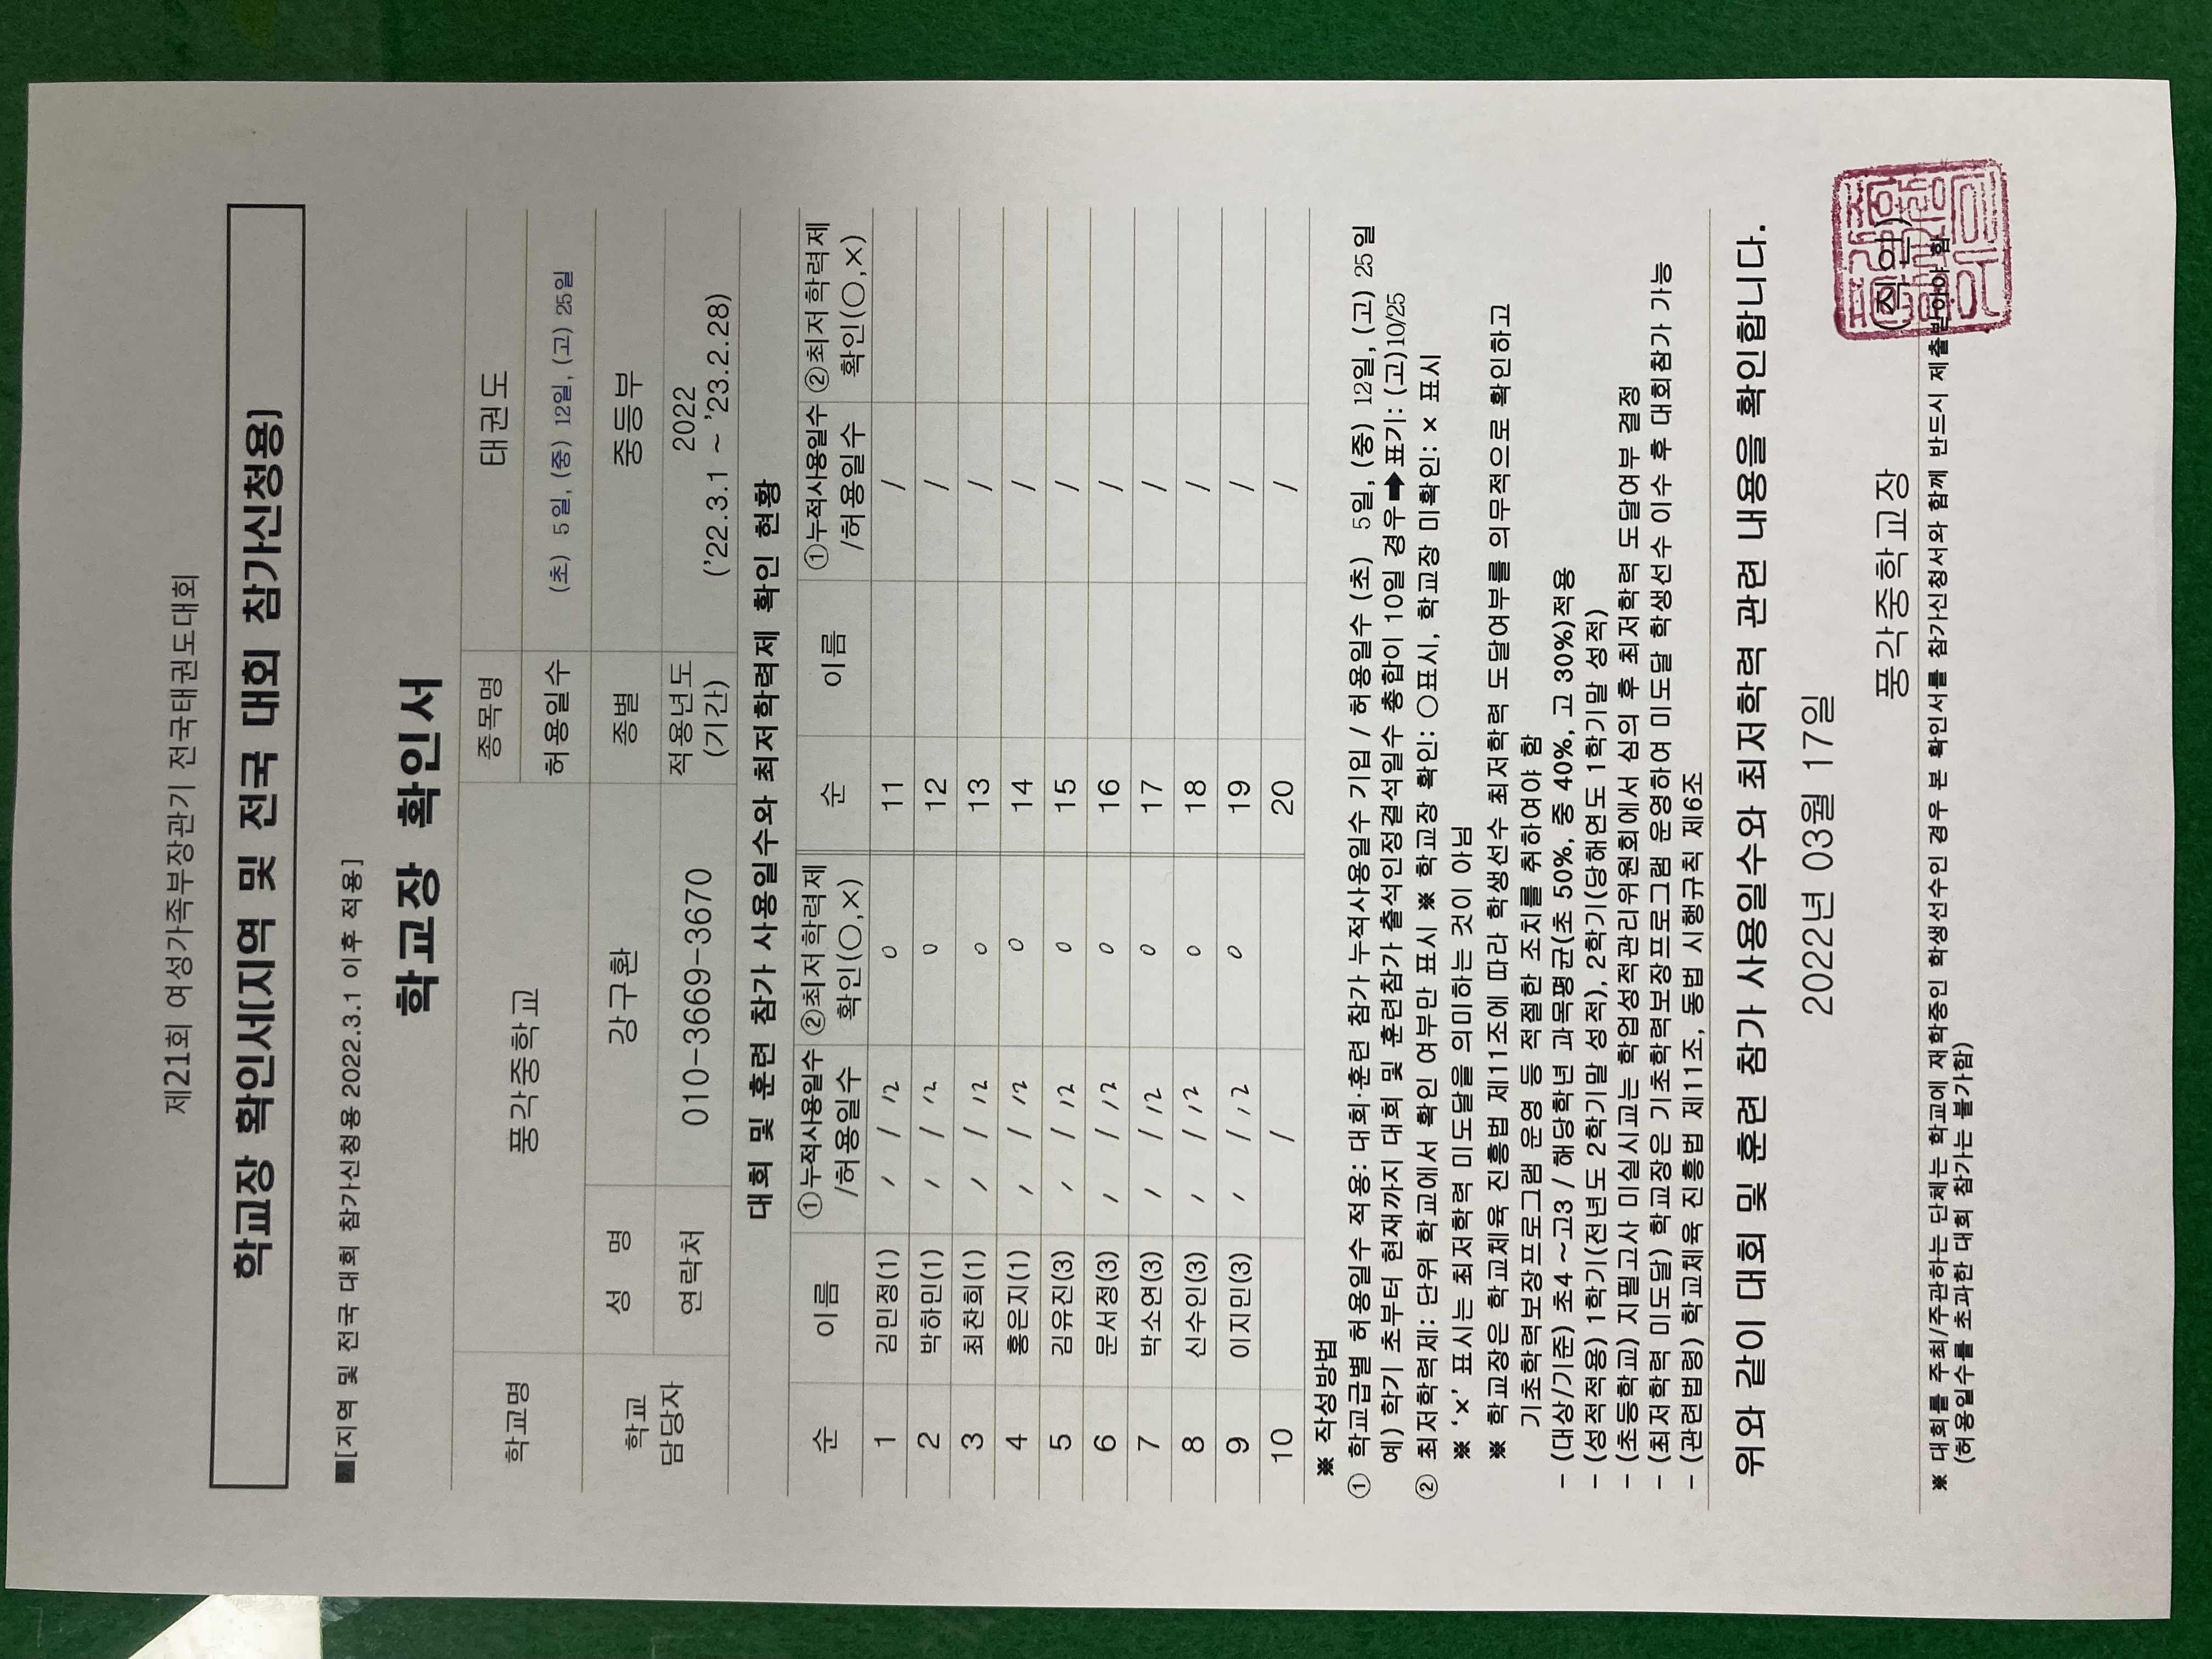 제21회 여성가족부장관기 전국태권도대회
학교장 확인서[지역 및 전국 대회 참가신청용]
■[지역 및 전국 대회 참가신청용 2022.3.1 이후 적용]
학교장 확인서
학교명 풍각중학교 종목명 태권도
허용일수 (초) 5일, (중) 12일, (고) 25일
학교 담당자 성 명 강구환 종별 중등부
연락처 010-3669-3670 적용년도 (기간) 2022 ('22.3.1 ~ '23.2.28)
대회 및 훈련 참가 사용일수와 최저학력제 확인 현황
순 이름 ①누적사용일수 /허용일수 ②최저학력제 확인(○,×) 순 이름 ①누적사용일수 /허용일수 ②최저학력제 확인(○,×)
1 김민정(1) 1 / 12 0 11 /
2 박하민(1) 1 / 12 0 12 /
3 최찬희(1) 1 / 12 0 13 /
4 홍은지(1) 1 / 12 0 14 /
5 김유진(3) 1 / 12 0 15 /
6 문서정(3) 1 / 12 0 16 /
7 박소연(3) 1 / 12 0 17 /
8 신수인(3) 1 / 12 0 18 /
9 이지민(3) 1 / 12 0 19 /
10 / 20 /
※ 작성방법
① 학교급별 허용일수 적용: 대회·훈련 참가 누적사용일수 기입 / 허용일수 (초) 5일, (중) 12일, (고) 25일
예) 학기 초부터 현재까지 대회 및 훈련참가 출석인정결석일수 총합이 10일 경우➡표기: (고)10/25
② 최저학력제: 단위 학교에서 확인 여부만 표시 ※ 학교장 확인: ○표시, 학교장 미확인: × 표시
※ '×' 표시는 최저학력 미도달을 의미하는 것이 아님
※ 학교장은 학교체육 진흥법 제11조에 따라 학생선수 최저학력 도달여부를 의무적으로 확인하고
기초학력보장프로그램 운영 등 적절한 조치를 취하여야 함
- (대상/기준) 초4 ~고3 / 해당학년 과목평균(초 50%, 중 40%, 고 30%)적용
- (성적적용) 1학기(전년도 2학기말 성적), 2학기(당해연도 1학기말 성적)
- (초등학교) 지필고사 미실시교는 학업성적관리위원회에서 심의 후 최저학력 도달여부 결정
- (최저학력 미도달) 학교장은 기초학력보장프로그램 운영하여 미도달 학생선수 이수 후 대회참가 가능
- (관련법령) 학교체육 진흥법 제11조, 동법 시행규칙 제6조
위와 같이 대회 및 훈련 참가 사용일수와 최저학력 관련 내용을 확인합니다.
2022년 03월 17일
풍각중학교장 (직인)
※ 대회를 주최/주관하는 단체는 학교에 재학중인 학생선수인 경우 본 확인서를 참가신청서와 함께 반드시 제출받아야 함
(허용일수를 초과한 대회 참가는 불가함)